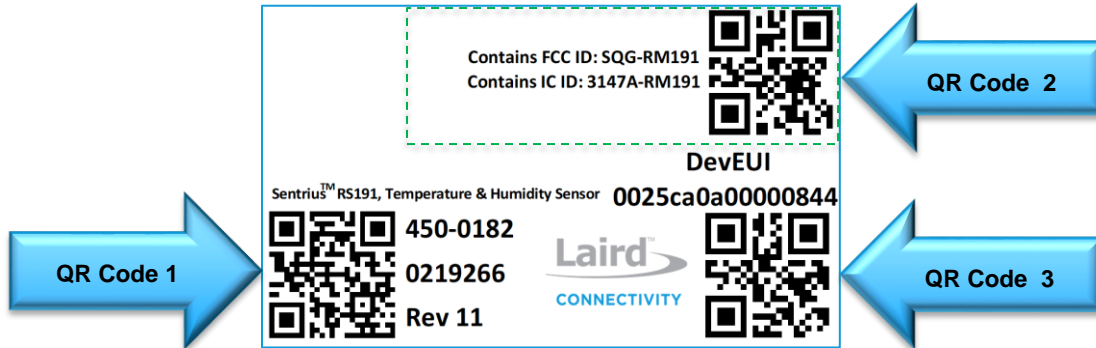 Contains FCC ID: SQG-RM191
Contains IC ID: 3147A-RM191
QR Code 2
DevEUI
Sentrius™ RS191, Temperature & Humidity Sensor
0025ca0a00000844
QR Code 1
450-0182
0219266
Rev 11
Laird™
CONNECTIVITY
QR Code 3